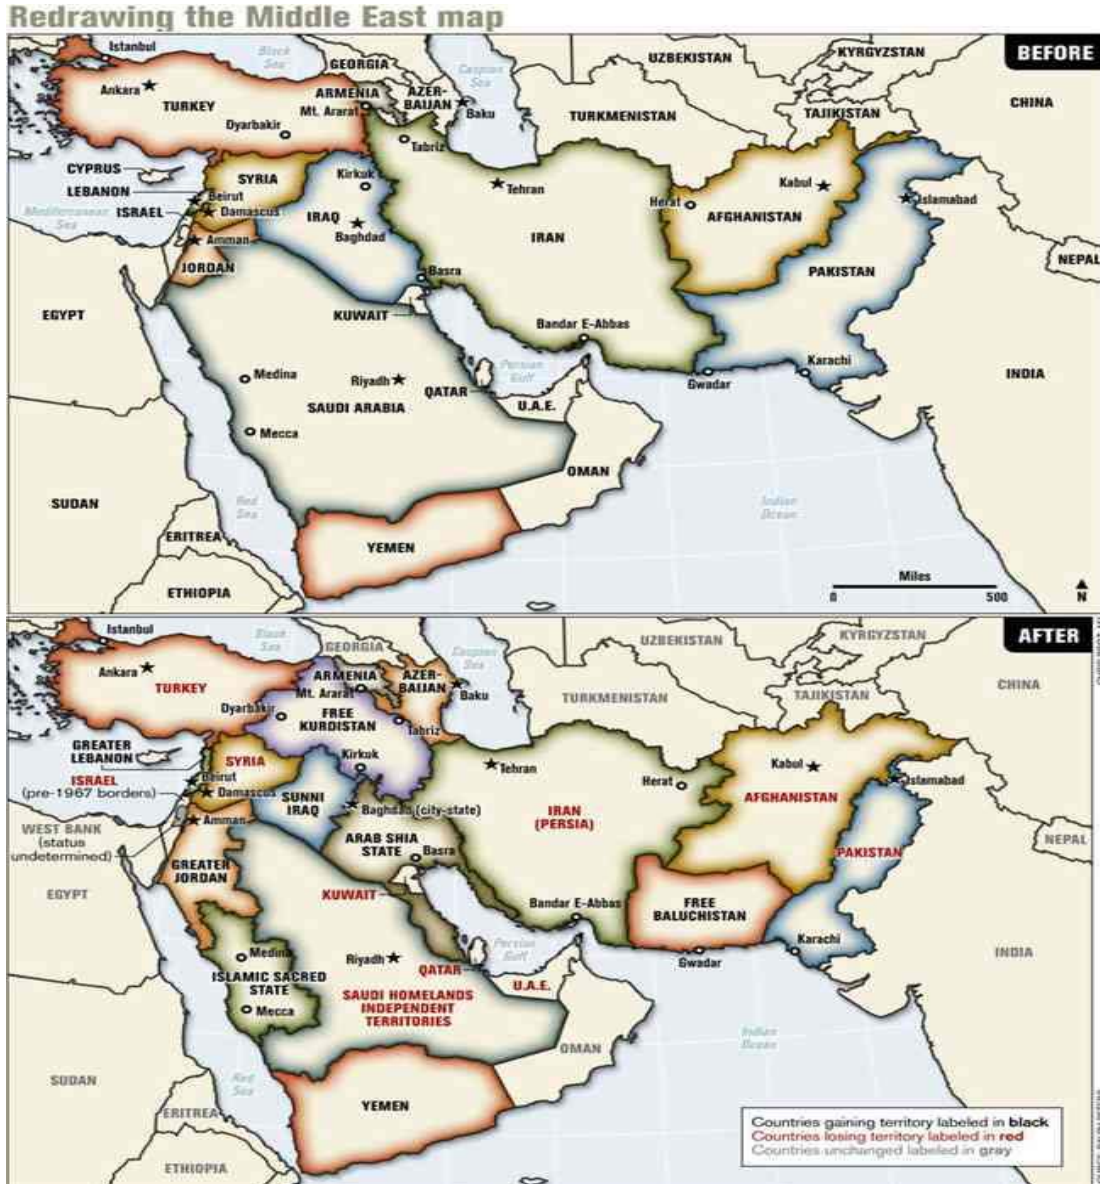 Redrawing the Middle East map
BEFORE
Istanbul
Black
Sea
GEORGIA
Caspian
Sea
UZBEKISTAN
KYRGYZSTAN
Ankara
TURKEY
ARMENIA
Mt. Ararat
AZER-
BAIJAN
Baku
TURKMENISTAN
TAJIKISTAN
CHINA
Dyarbakir
Tabriz
CYPRUS
LEBANON
SYRIA
Kirkuk
Tehran
Kabul
Beirut
Mediterranean
Sea
ISRAEL
Damascus
IRAQ
Baghdad
Herat
AFGHANISTAN
Islamabad
Amman
IRAN
JORDAN
Basra
PAKISTAN
NEPAL
EGYPT
KUWAIT
Bandar E-Abbas
Medina
Riyadh
Persian
Gulf
Karachi
Gwadar
INDIA
QATAR
SAUDI ARABIA
U.A.E.
Mecca
OMAN
SUDAN
Red
Sea
Indian
Ocean
ERITREA
YEMEN
ETHIOPIA
Miles
0 500
N
AFTER
Istanbul
Black
Sea
GEORGIA
Caspian
Sea
UZBEKISTAN
KYRGYZSTAN
Ankara
TURKEY
ARMENIA
Mt. Ararat
AZER-
BAIJAN
Baku
TURKMENISTAN
TAJIKISTAN
CHINA
Dyarbakir
FREE
KURDISTAN
Tabriz
GREATER
LEBANON
SYRIA
Kirkuk
Tehran
Kabul
ISRAEL
(pre-1967 borders)
Beirut
Damascus
SUNNI
IRAQ
Herat
Islamabad
AFGHANISTAN
Baghdad (city-state)
IRAN
(PERSIA)
WEST BANK
(status
undetermined)
Amman
ARAB SHIA
STATE
Basra
NEPAL
PAKISTAN
GREATER
JORDAN
EGYPT
KUWAIT
Bandar E-Abbas
FREE
BALUCHISTAN
Medina
Riyadh
Persian
Gulf
Karachi
Gwadar
INDIA
ISLAMIC SACRED
STATE
QATAR
U.A.E.
SAUDI HOMELANDS
INDEPENDENT
TERRITORIES
Mecca
OMAN
SUDAN
Red
Sea
Indian
Ocean
ERITREA
YEMEN
ETHIOPIA
Countries gaining territory labeled in black
Countries losing territory labeled in red
Countries unchanged labeled in gray